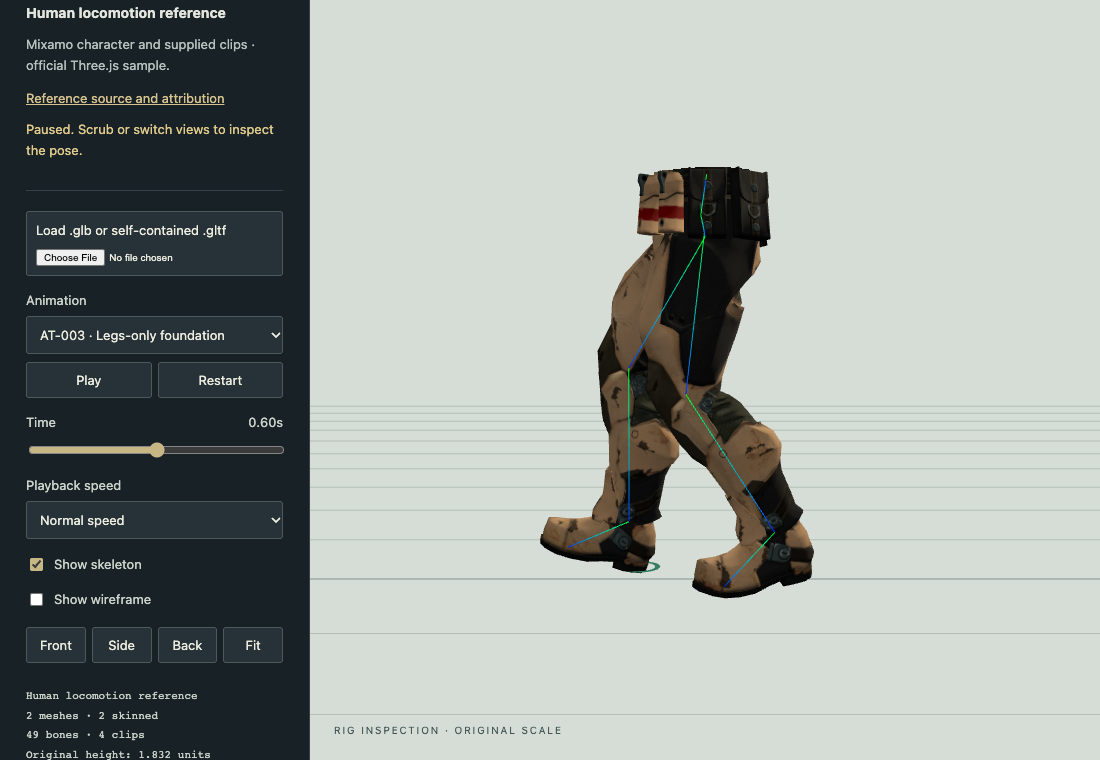 Human locomotion reference
Mixamo character and supplied clips ·
official Three.js sample.
Reference source and attribution
Paused. Scrub or switch views to inspect
the pose.
Load .glb or self-contained .gltf
Choose File No file chosen
Animation
AT-003 · Legs-only foundation
Play Restart
Time 0.60s
Playback speed
Normal speed
Show skeleton
Show wireframe
Front Side Back Fit
Human locomotion reference
2 meshes · 2 skinned
49 bones · 4 clips
Original height: 1.832 units
RIG INSPECTION · ORIGINAL SCALE